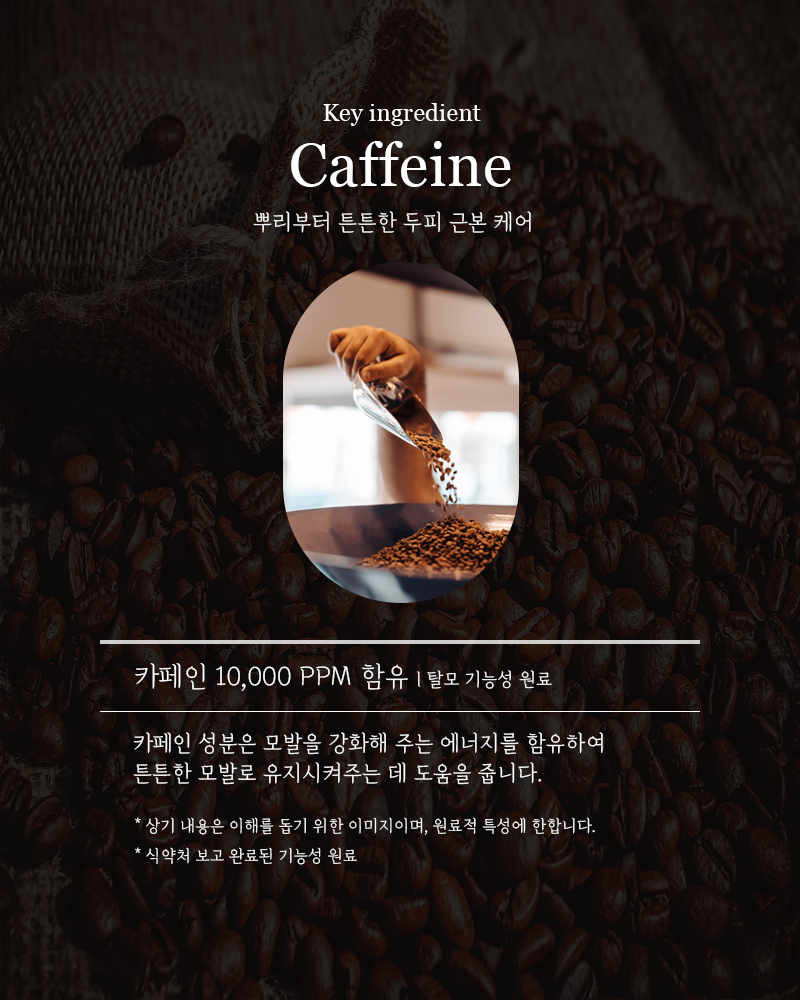 Key ingredient
Caffeine
뿌리부터 튼튼한 두피 근본 케어
카페인 10,000 PPM 함유 | 탈모 기능성 원료
카페인 성분은 모발을 강화해 주는 에너지를 함유하여
튼튼한 모발로 유지시켜주는 데 도움을 줍니다.
* 상기 내용은 이해를 돕기 위한 이미지이며, 원료적 특성에 한합니다.
* 식약처 보고 완료된 기능성 원료